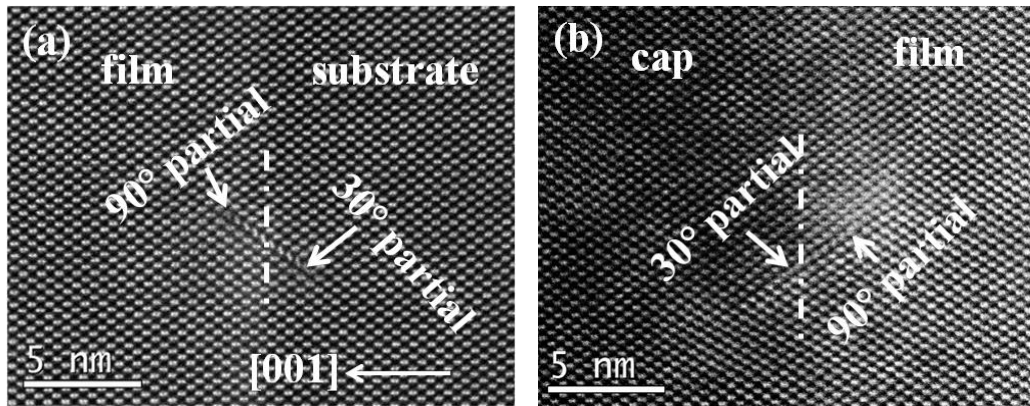 (a)
film
substrate
90° partial
30° partial
5 nm
[001]
(b)
cap
film
30° partial
90° partial
5 nm